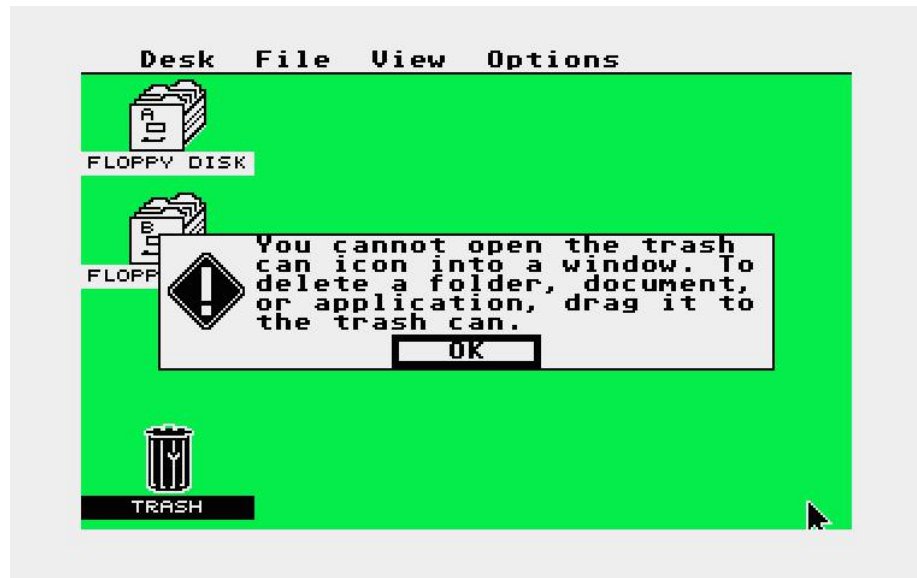 Desk File View Options
A
FLOPPY DISK
B
FLOPP
You cannot open the trash
can icon into a window. To
delete a folder, document,
or application, drag it to
the trash can.
OK
TRASH